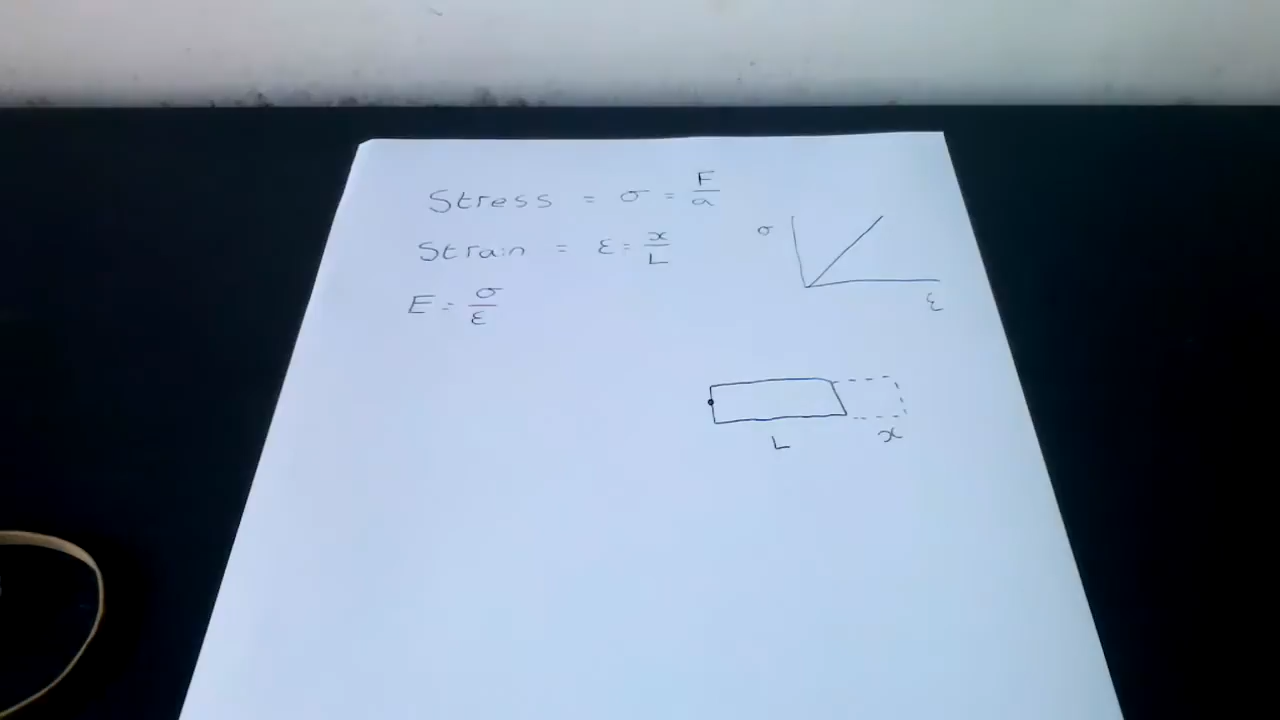 Stress = σ = F/a
Strain = ε = x/L
E = σ/ε
σ
ε
L
x